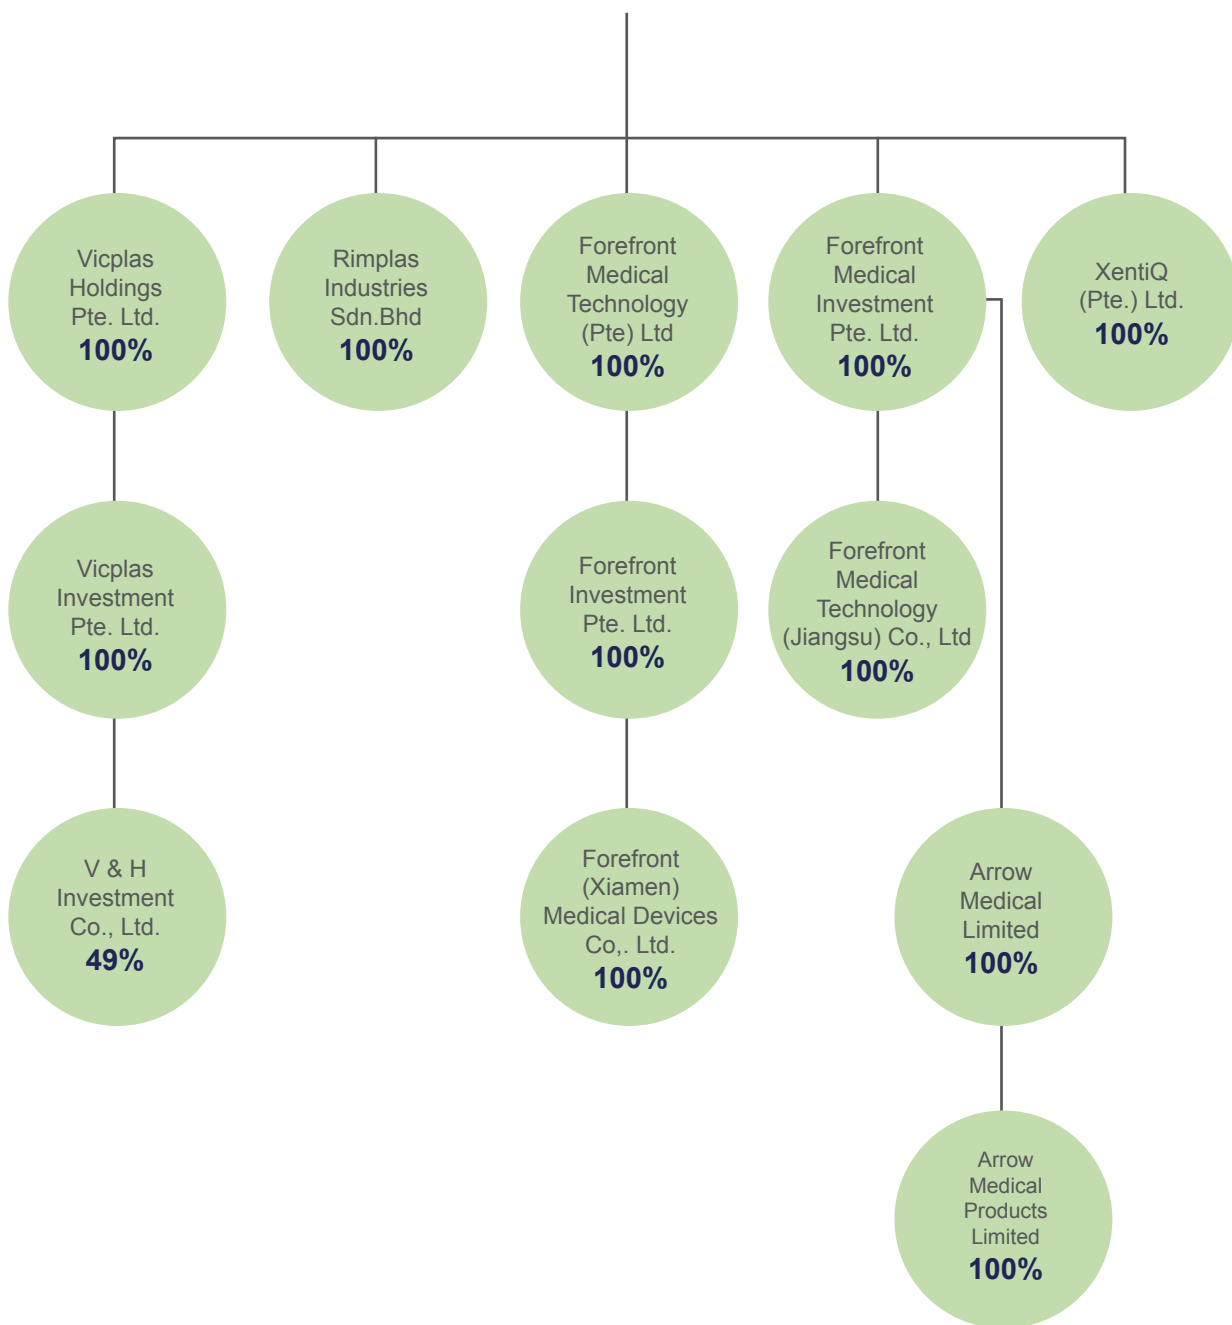 Vicplas
Holdings
Pte. Ltd.
100%
Rimplas
Industries
Sdn.Bhd
100%
Forefront
Medical
Technology
(Pte) Ltd
100%
Forefront
Medical
Investment
Pte. Ltd.
100%
XentiQ
(Pte.) Ltd.
100%
Vicplas
Investment
Pte. Ltd.
100%
Forefront
Investment
Pte. Ltd.
100%
Forefront
Medical
Technology
(Jiangsu) Co., Ltd
100%
V & H
Investment
Co., Ltd.
49%
Forefront
(Xiamen)
Medical Devices
Co,. Ltd.
100%
Arrow
Medical
Limited
100%
Arrow
Medical
Products
Limited
100%